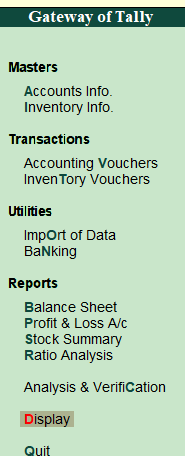 Gateway of Tally
Masters
Accounts Info.
Inventory Info.
Transactions
Accounting Vouchers
InvenTory Vouchers
Utilities
ImpOrt of Data
BaNking
Reports
Balance Sheet
Profit & Loss A/c
Stock Summary
Ratio Analysis
Analysis & VerifiCation
Display
Quit